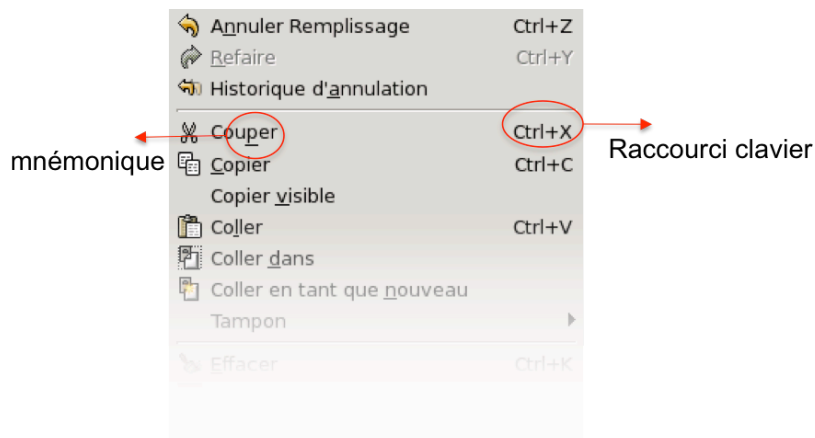 Annuler Remplissage Ctrl+Z
Refaire Ctrl+Y
Historique d'annulation
Couper Ctrl+X
mnémonique
Raccourci clavier
Copier Ctrl+C
Copier visible
Coller Ctrl+V
Coller dans
Coller en tant que nouveau
Tampon
Effacer Ctrl+K